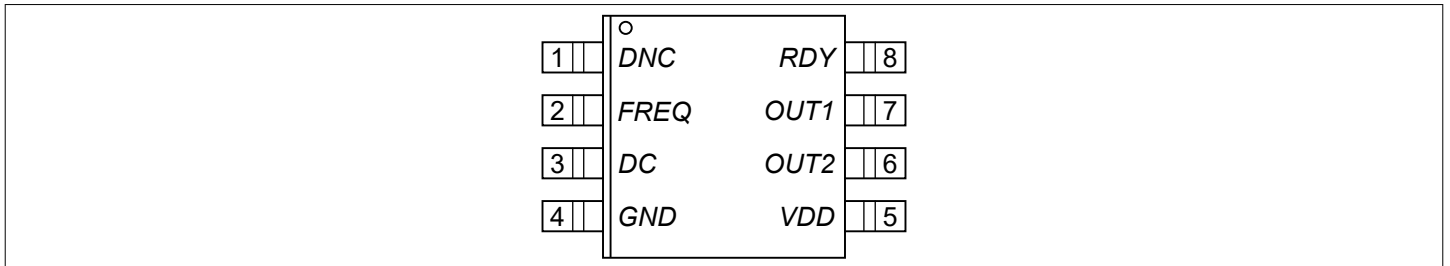 1 DNC RDY 8
2 FREQ OUT1 7
3 DC OUT2 6
4 GND VDD 5